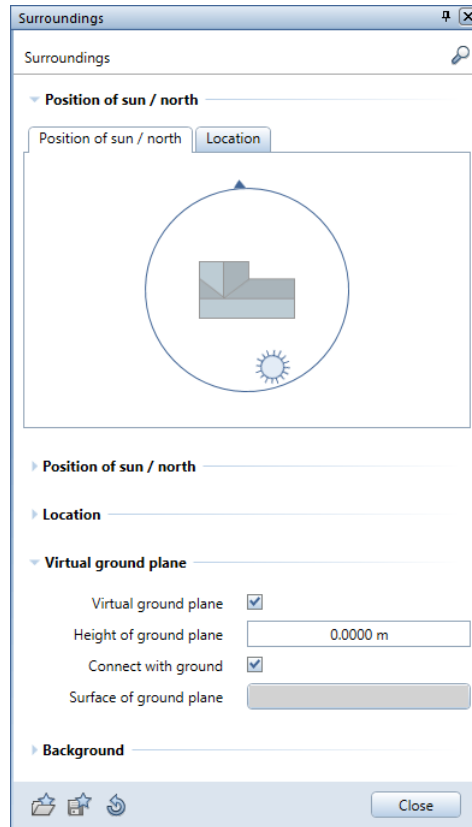 Surroundings
Surroundings
Position of sun / north
Position of sun / north Location
Position of sun / north
Location
Virtual ground plane
Virtual ground plane
Height of ground plane 0.0000 m
Connect with ground
Surface of ground plane
Background
Close